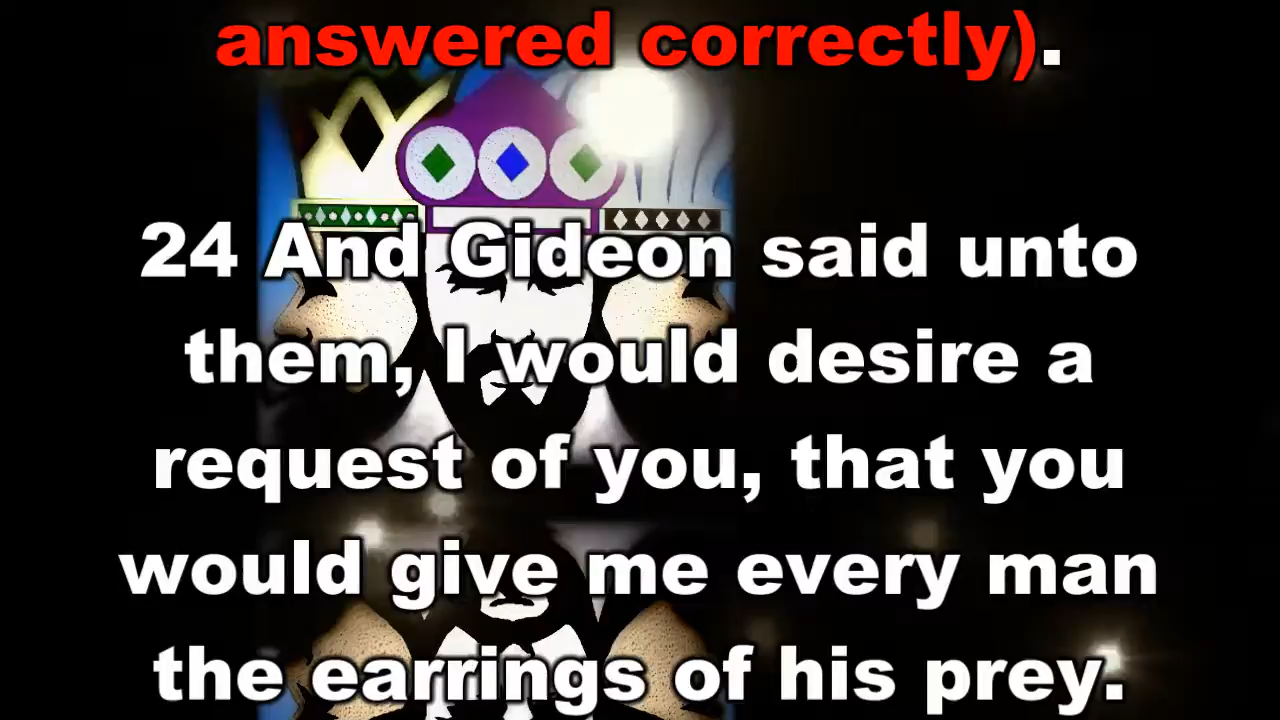 answered correctly).
24 And Gideon said unto
them, I would desire a
request of you, that you
would give me every man
the earrings of his prey.